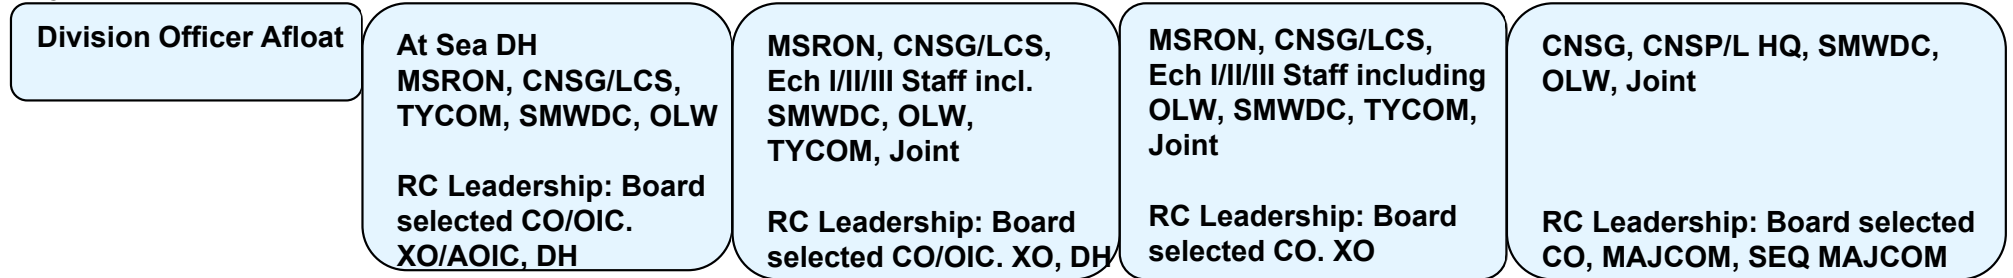 Division Officer Afloat
At Sea DH
MSRON, CNSG/LCS,
TYCOM, SMWDC, OLW
RC Leadership: Board
selected CO/OIC.
XO/AOIC, DH
MSRON, CNSG/LCS,
Ech I/II/III Staff incl.
SMWDC, OLW,
TYCOM, Joint
RC Leadership: Board
selected CO/OIC. XO, DH
MSRON, CNSG/LCS,
Ech I/II/III Staff including
OLW, SMWDC, TYCOM,
Joint
RC Leadership: Board
selected CO. XO
CNSG, CNSP/L HQ, SMWDC,
OLW, Joint
RC Leadership: Board selected
CO, MAJCOM, SEQ MAJCOM